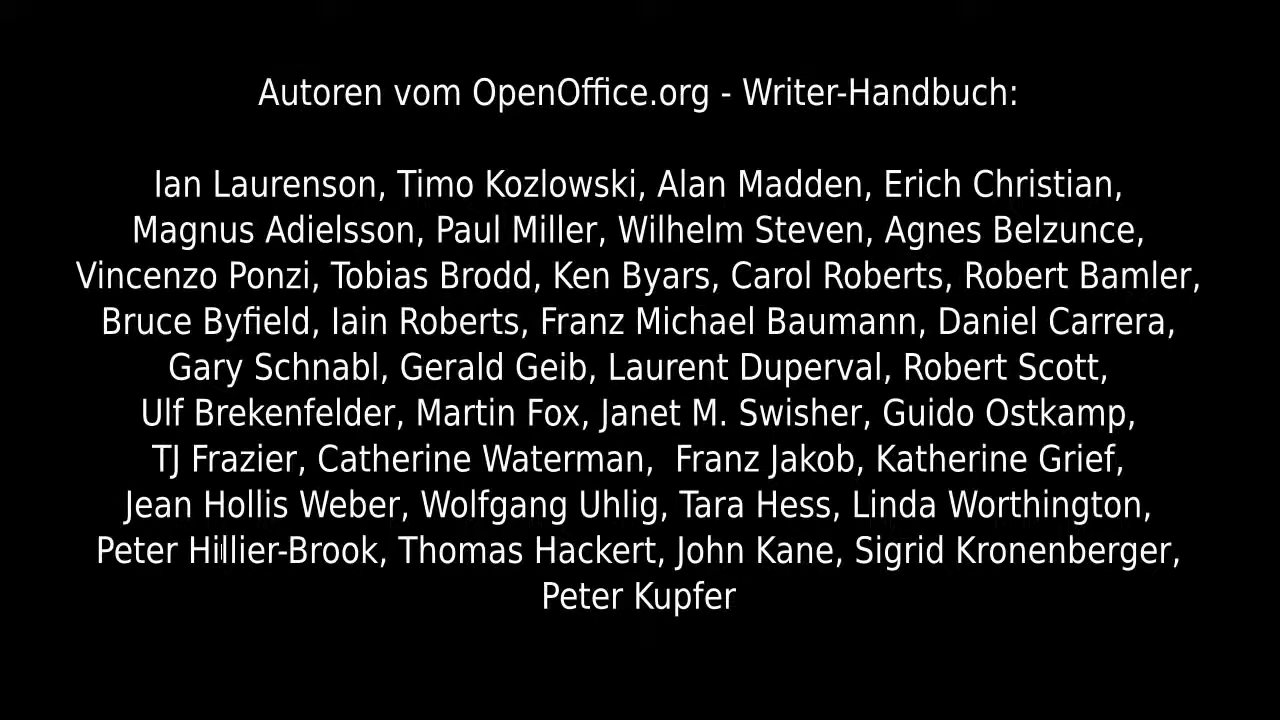 Autoren vom OpenOffice.org - Writer-Handbuch:
Ian Laurenson, Timo Kozlowski, Alan Madden, Erich Christian,
Magnus Adielsson, Paul Miller, Wilhelm Steven, Agnes Belzunce,
Vincenzo Ponzi, Tobias Brodd, Ken Byars, Carol Roberts, Robert Bamler,
Bruce Byfield, Iain Roberts, Franz Michael Baumann, Daniel Carrera,
Gary Schnabl, Gerald Geib, Laurent Duperval, Robert Scott,
Ulf Brekenfelder, Martin Fox, Janet M. Swisher, Guido Ostkamp,
TJ Frazier, Catherine Waterman,  Franz Jakob, Katherine Grief,
Jean Hollis Weber, Wolfgang Uhlig, Tara Hess, Linda Worthington,
Peter Hillier-Brook, Thomas Hackert, John Kane, Sigrid Kronenberger,
Peter Kupfer